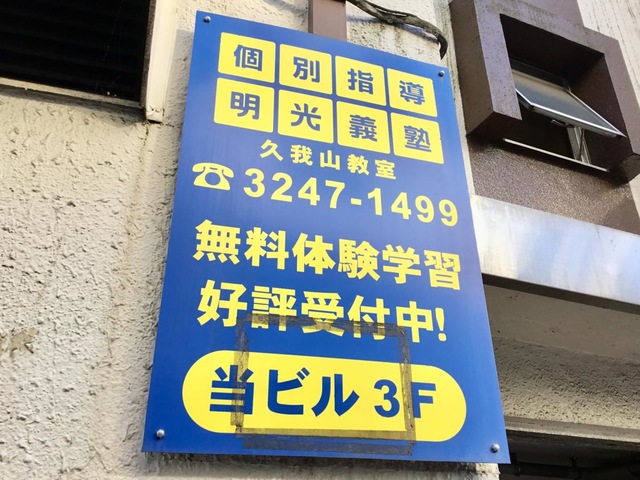 個別指導
明光義塾
久我山教室
☎3247-1499
無料体験学習
好評受付中!
当ビル3F